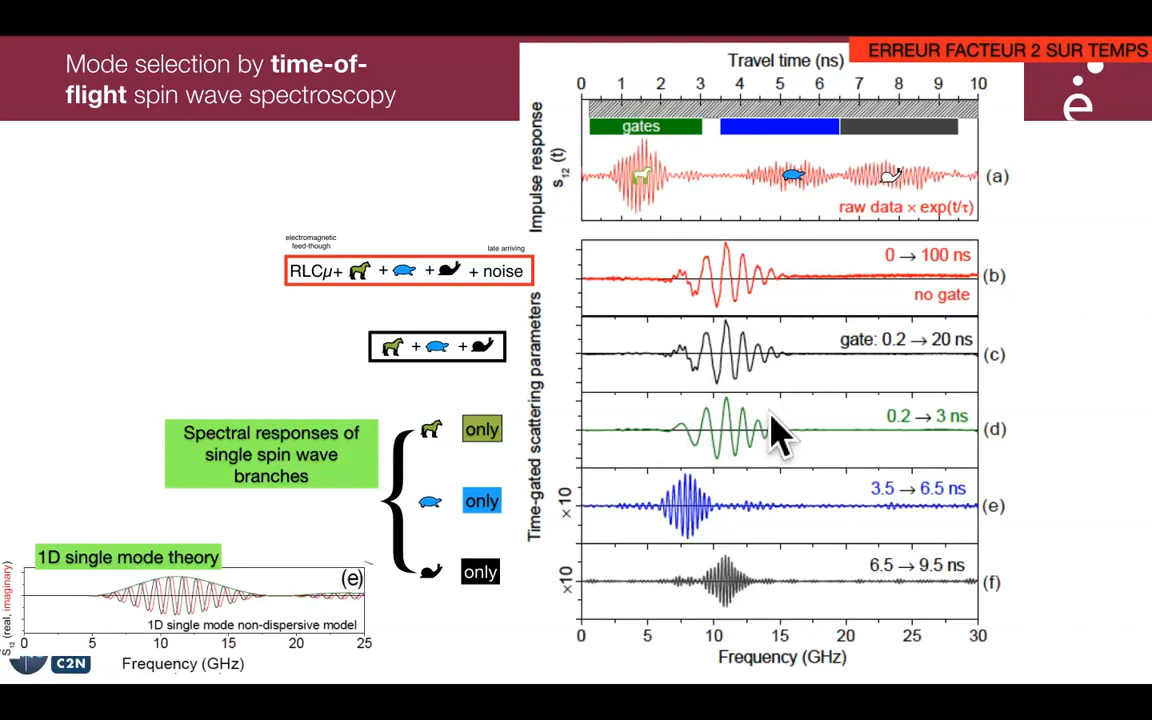 Mode selection by time-of-
flight spin wave spectroscopy
ERREUR FACTEUR 2 SUR TEMPS
Travel time (ns)
0 1 2 3 4 5 6 7 8 9 10
gates
Impulse response
s12 (t)
raw data × exp(t/τ)
(a)
electromagnetic
feed-though
late arriving
RLCμ+ + + + noise
0 → 100 ns
no gate
(b)
+ +
gate: 0.2 → 20 ns
(c)
Time-gated scattering parameters
only
0.2 → 3 ns
(d)
Spectral responses of
single spin wave
branches
only
×10
3.5 → 6.5 ns
(e)
only
×10
6.5 → 9.5 ns
(f)
0 5 10 15 20 25 30
Frequency (GHz)
1D single mode theory
(e)
1D single mode non-dispersive model
S12 (real, imaginary)
0 5 10 15 20 25
Frequency (GHz)
C2N
e